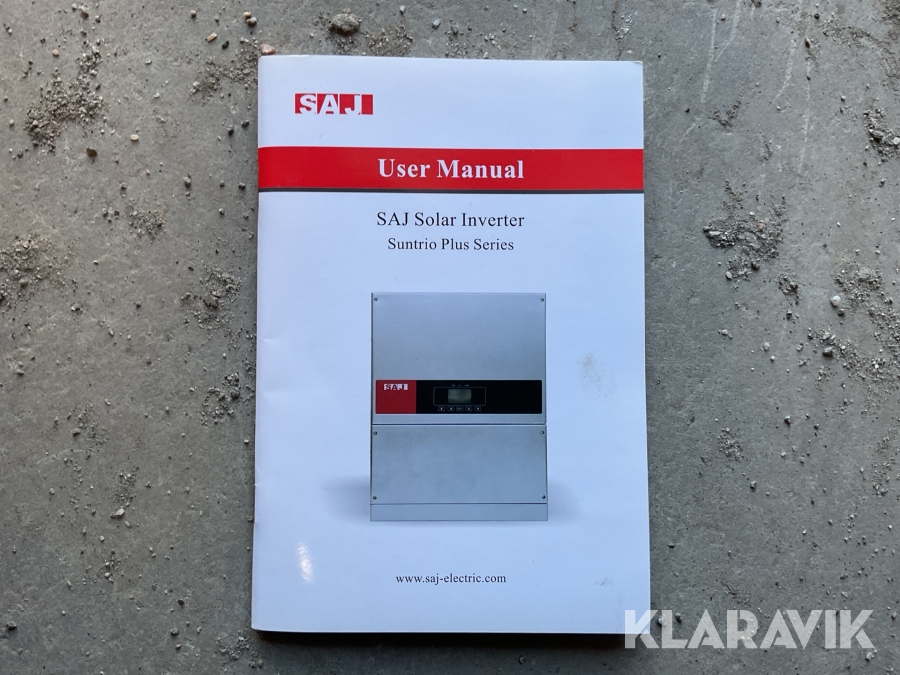 SAJ
User Manual
SAJ Solar Inverter
Suntrio Plus Series
SAJ
www.saj-electric.com
KLARAVIK